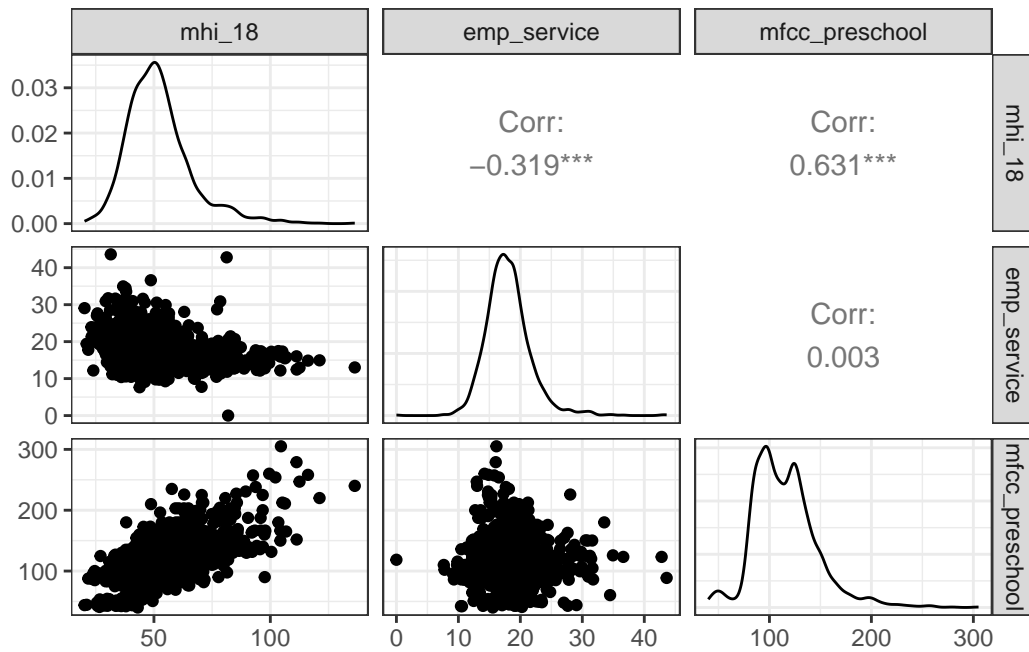 mhi_18 emp_service mfcc_preschool
0.03
0.02
0.01
0.00
Corr:
−0.319***
Corr:
0.631***
mhi_18
40
30
20
10
0
Corr:
0.003
emp_service
300
200
100
mfcc_preschool
50 100 0 10 20 30 40 100 200 300